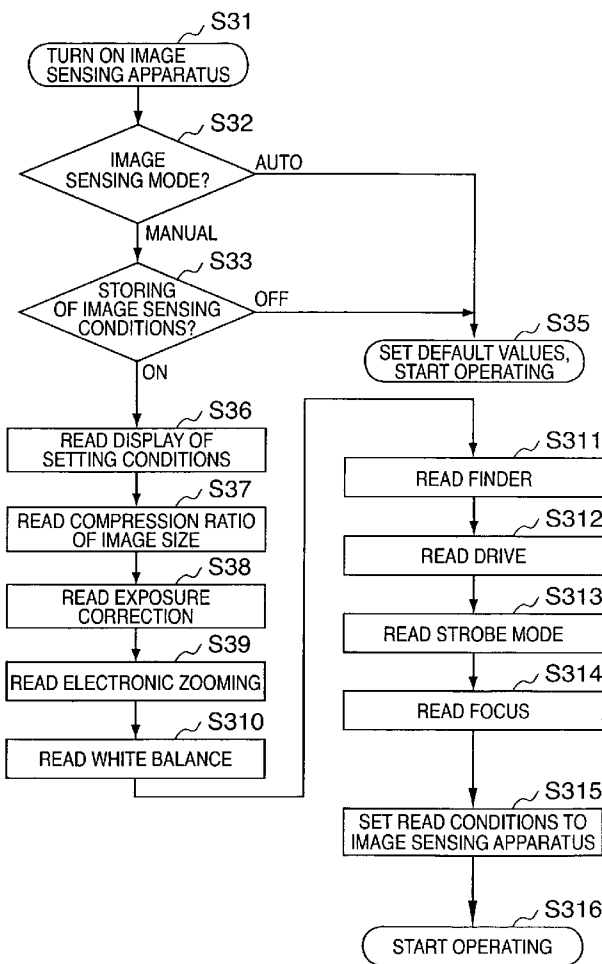 S31
TURN ON IMAGE
SENSING APPARATUS
S32
IMAGE
SENSING MODE?
AUTO
MANUAL
S33
STORING
OF IMAGE SENSING
CONDITIONS?
OFF
ON
S35
SET DEFAULT VALUES,
START OPERATING
S36
READ DISPLAY OF
SETTING CONDITIONS
S37
READ COMPRESSION RATIO
OF IMAGE SIZE
S38
READ EXPOSURE
CORRECTION
S39
READ ELECTRONIC ZOOMING
S310
READ WHITE BALANCE
S311
READ FINDER
S312
READ DRIVE
S313
READ STROBE MODE
S314
READ FOCUS
S315
SET READ CONDITIONS TO
IMAGE SENSING APPARATUS
S316
START OPERATING